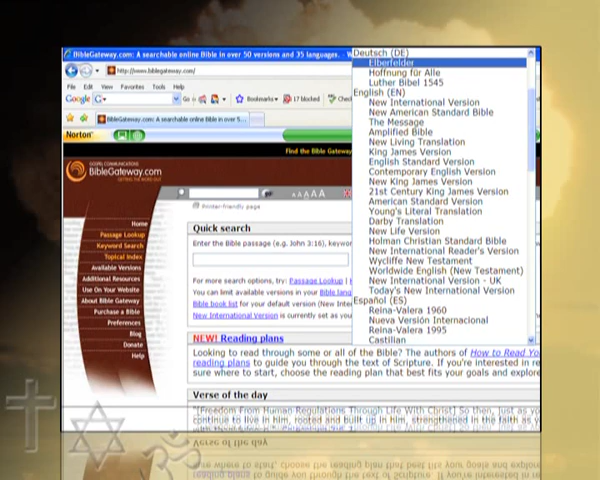 BibleGateway.com: A searchable online Bible in over 50 versions and 35 languages.
http://www.biblegateway.com/
File Edit View Favorites Tools Help
Google G Go Bookmarks 17 blocked Chec
BibleGateway.com: A searchable online Bible in over 5...
Norton
Find the Bible Gateway
GOSPEL COMMUNICATIONS
BibleGateway.com
A A A A A
Printer-friendly page
Home
Passage Lookup
Keyword Search
Topical Index
Available Versions
Additional Resources
Use On Your Website
About Bible Gateway
Purchase a Bible
Preferences
Blog
Donate
Help
Quick search
Enter the Bible passage (e.g. John 3:16), keywor
For more search options, try: Passage Lookup |
You can limit available versions in your Bible lang
Bible book list for your default version (New Inter
New International Version is currently set as your
NEW! Reading plans
Looking to read through some or all of the Bible? The authors of How to Read Yo
reading plans to guide you through the text of Scripture. If you're interested in re
sure where to start, choose the reading plan that best fits your goals and explore
Verse of the day
"[Freedom From Human Regulations Through Life With Christ] So then, just as yo
continue to live in him, rooted and built up in him, strengthened in the faith as y
Deutsch (DE)
Elberfelder
Hoffnung für Alle
Luther Bibel 1545
English (EN)
New International Version
New American Standard Bible
The Message
Amplified Bible
New Living Translation
King James Version
English Standard Version
Contemporary English Version
New King James Version
21st Century King James Version
American Standard Version
Young's Literal Translation
Darby Translation
New Life Version
Holman Christian Standard Bible
New International Reader's Version
Wycliffe New Testament
Worldwide English (New Testament)
New International Version - UK
Today's New International Version
Español (ES)
Reina-Valera 1960
Nueva Versión Internacional
Reina-Valera 1995
Castilian